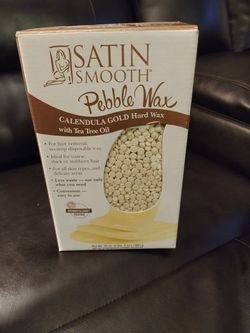 SATIN
SMOOTH
Pebble Wax
CALENDULA GOLD Hard Wax
with Tea Tree Oil
• For hair removal:
no-strip disposable wax
• Ideal for coarse,
thick or stubborn hair
• For all skin types and
delicate areas
• Less waste — use only
what you need
• Convenient —
easy to use